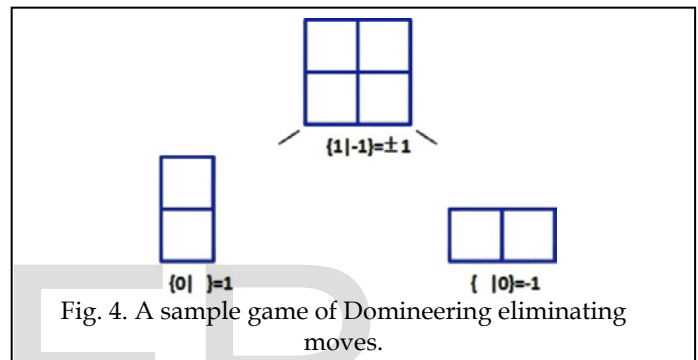 {1|-1}=±1
{0| }=1
{ |0}=-1
Fig. 4. A sample game of Domineering eliminating
moves.